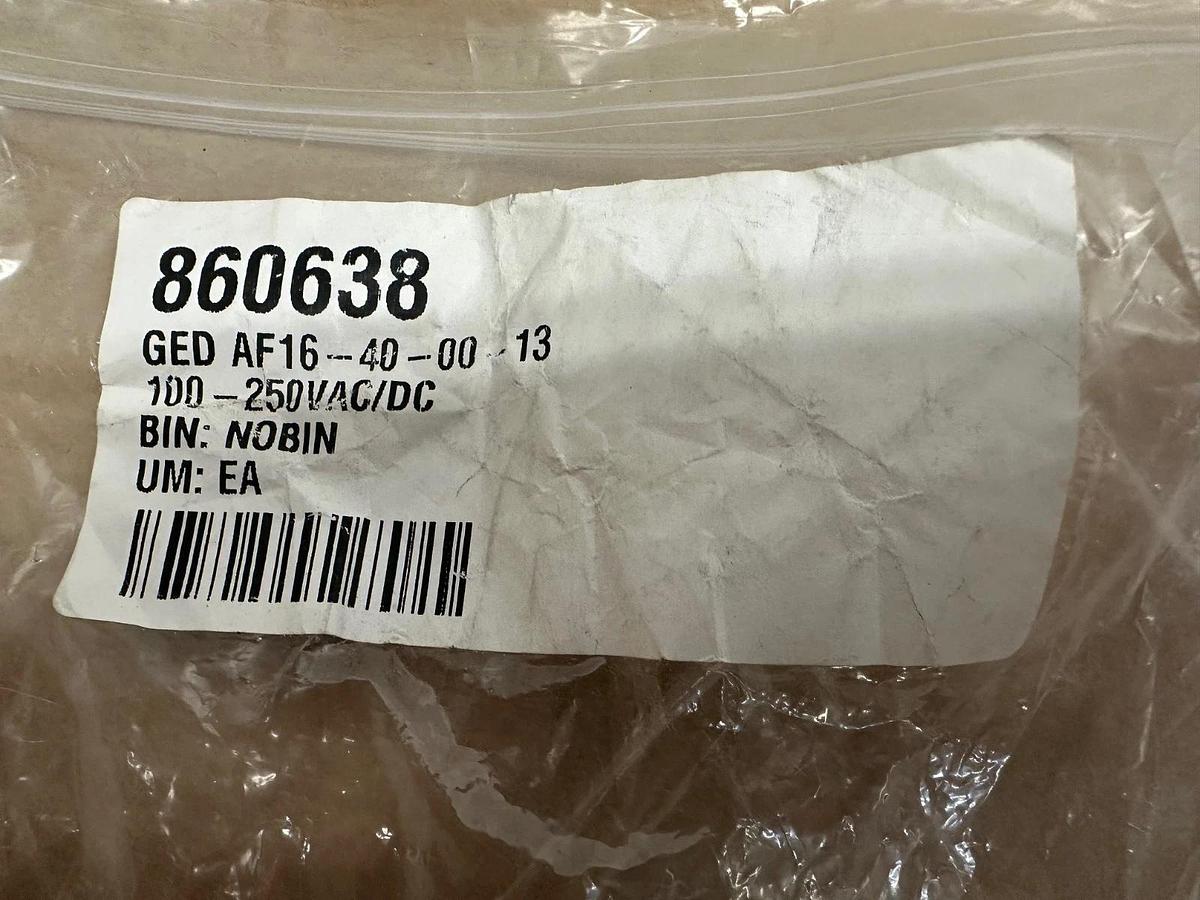 860638
GED AF16-40-00-13
100-250VAC/DC
BIN: NOBIN
UM: EA